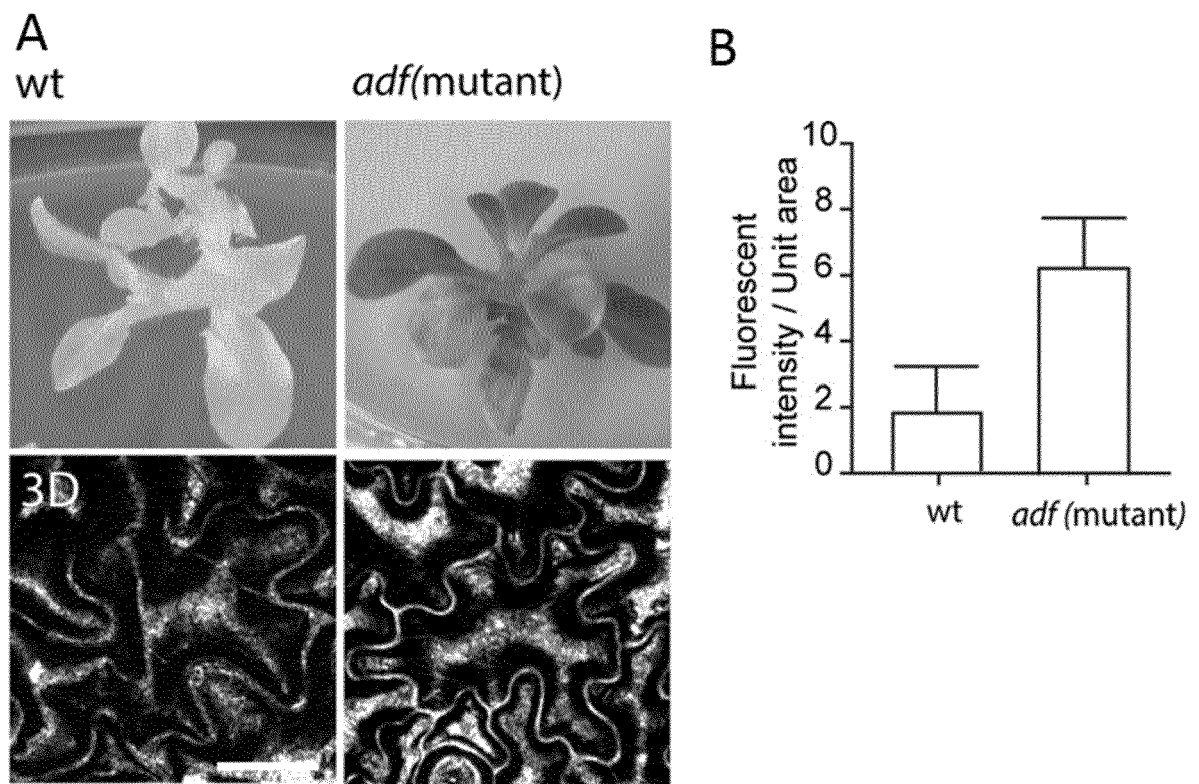 A
wt
adf(mutant)
3D
B
Fluorescent
intensity / Unit area
10
8
6
4
2
0
wt
adf (mutant)